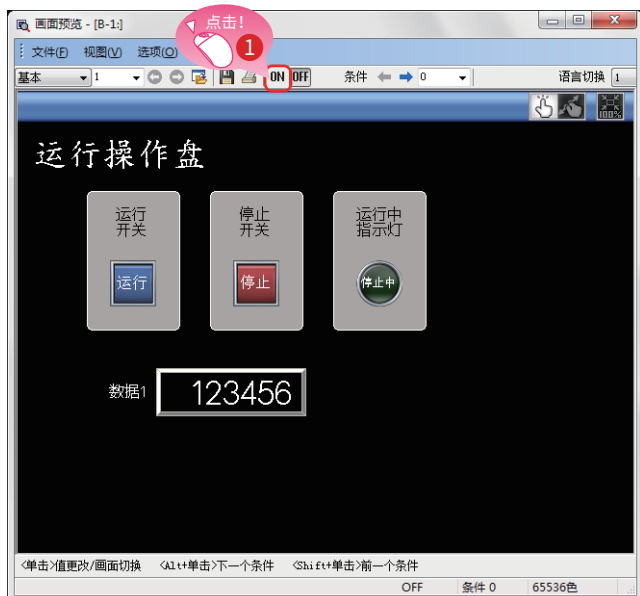 画面预览 - [B-1:]
点击!
1
文件(F) 视图(V) 选项(O)
基本 1 ON OFF 条件 0 语言切换 1
100%
运行操作盘
运行
开关
停止
开关
运行中
指示灯
运行
停止
停止中
数据1 123456
<单击>值更改/画面切换 <Alt+单击>下一个条件 <Shift+单击>前一个条件
OFF 条件 0 65536色